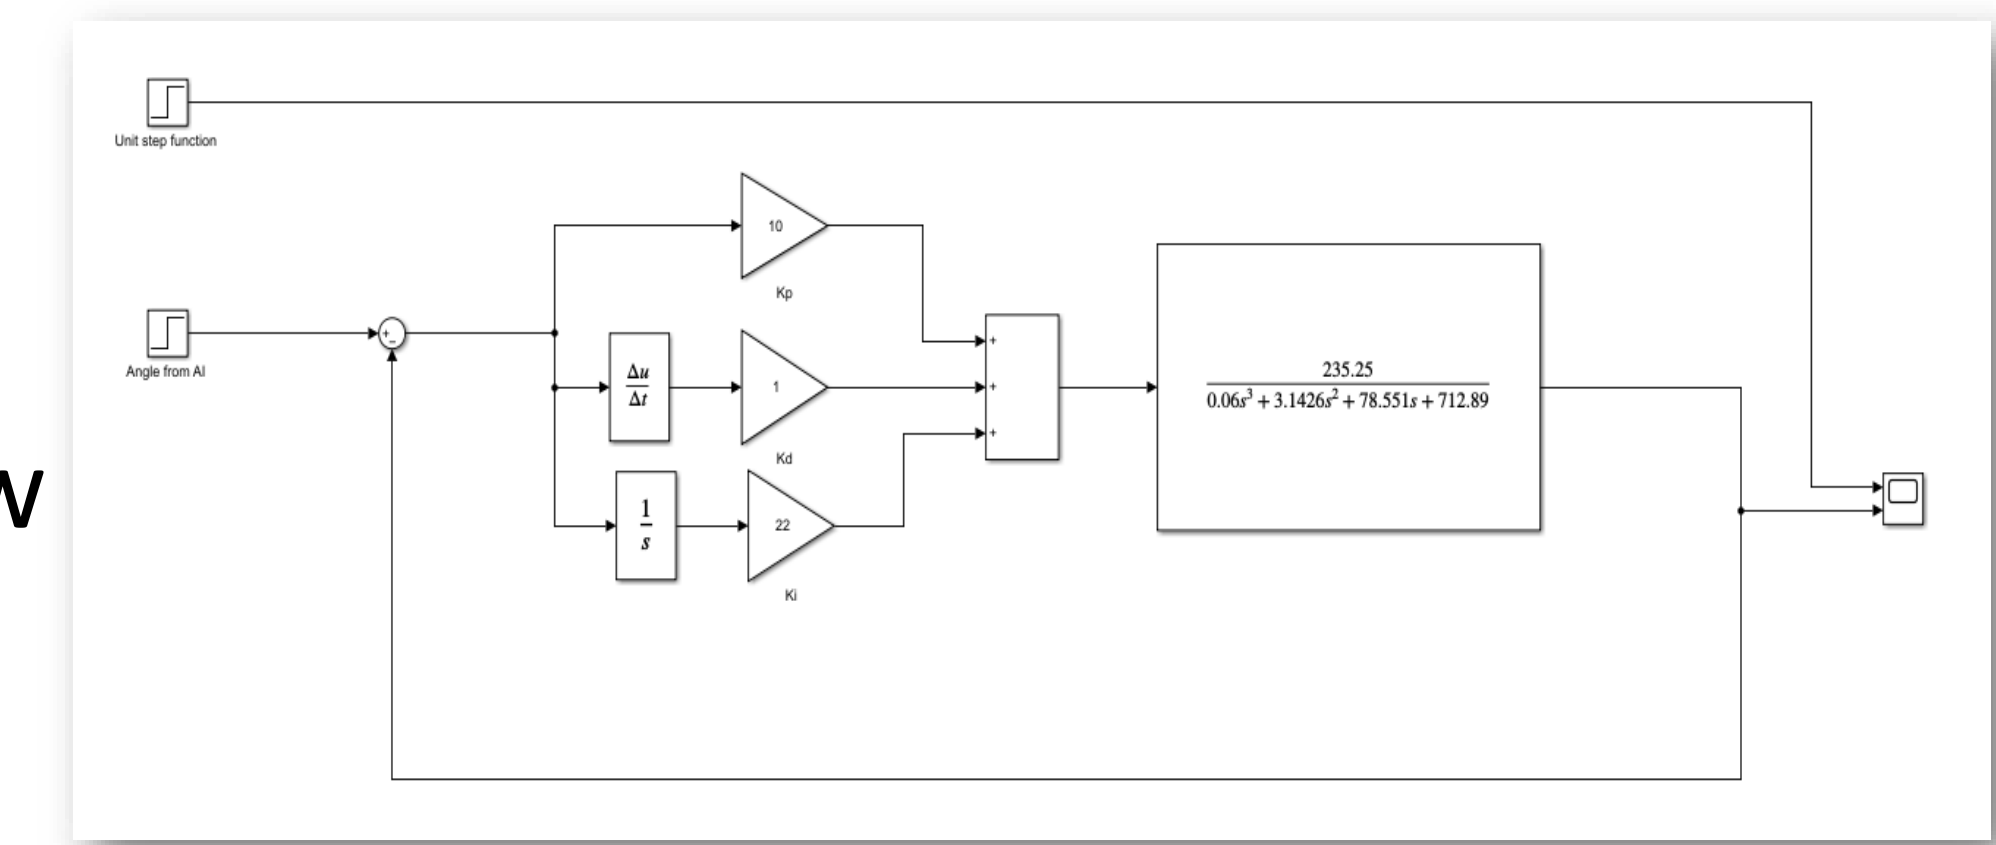 Unit step function
10
Kp
Angle from AI
+
−
Δu
Δt
1
Kd
1
s
22
Ki
+
+
+
235.25
0.06s³ + 3.1426s² + 78.551s + 712.89